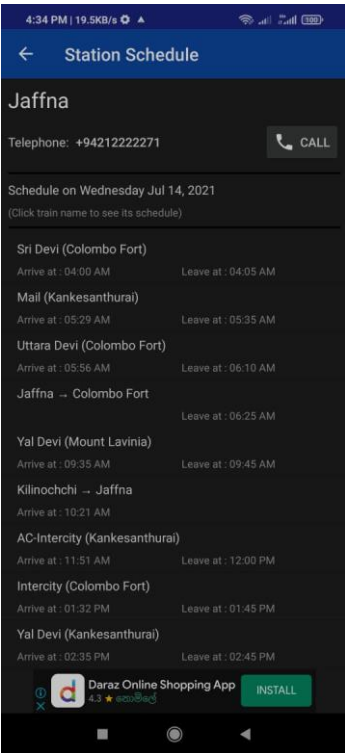 4:34 PM | 19.5KB/s
100
Station Schedule
Jaffna
Telephone: +94212222271
CALL
Schedule on Wednesday Jul 14, 2021
(Click train name to see its schedule)
Sri Devi (Colombo Fort)
Arrive at : 04:00 AM Leave at : 04:05 AM
Mail (Kankesanthurai)
Arrive at : 05:29 AM Leave at : 05:35 AM
Uttara Devi (Colombo Fort)
Arrive at : 05:56 AM Leave at : 06:10 AM
Jaffna → Colombo Fort
Leave at : 06:25 AM
Yal Devi (Mount Lavinia)
Arrive at : 09:35 AM Leave at : 09:45 AM
Kilinochchi → Jaffna
Arrive at : 10:21 AM
AC-Intercity (Kankesanthurai)
Arrive at : 11:51 AM Leave at : 12:00 PM
Intercity (Colombo Fort)
Arrive at : 01:32 PM Leave at : 01:45 PM
Yal Devi (Kankesanthurai)
Arrive at : 02:35 PM Leave at : 02:45 PM
d
Daraz Online Shopping App
4.3 ★ නොමිලේ
INSTALL